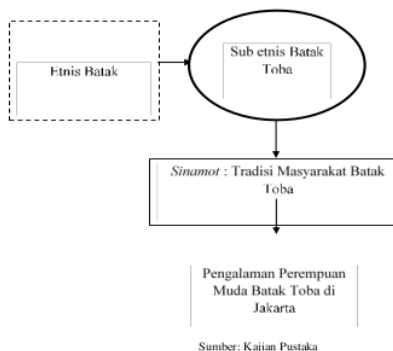 Etnis Batak
Sub etnis Batak
Toba
Sinamot : Tradisi Masyarakat Batak
Toba
Pengalaman Perempuan
Muda Batak Toba di
Jakarta
Sumber: Kajian Pustaka